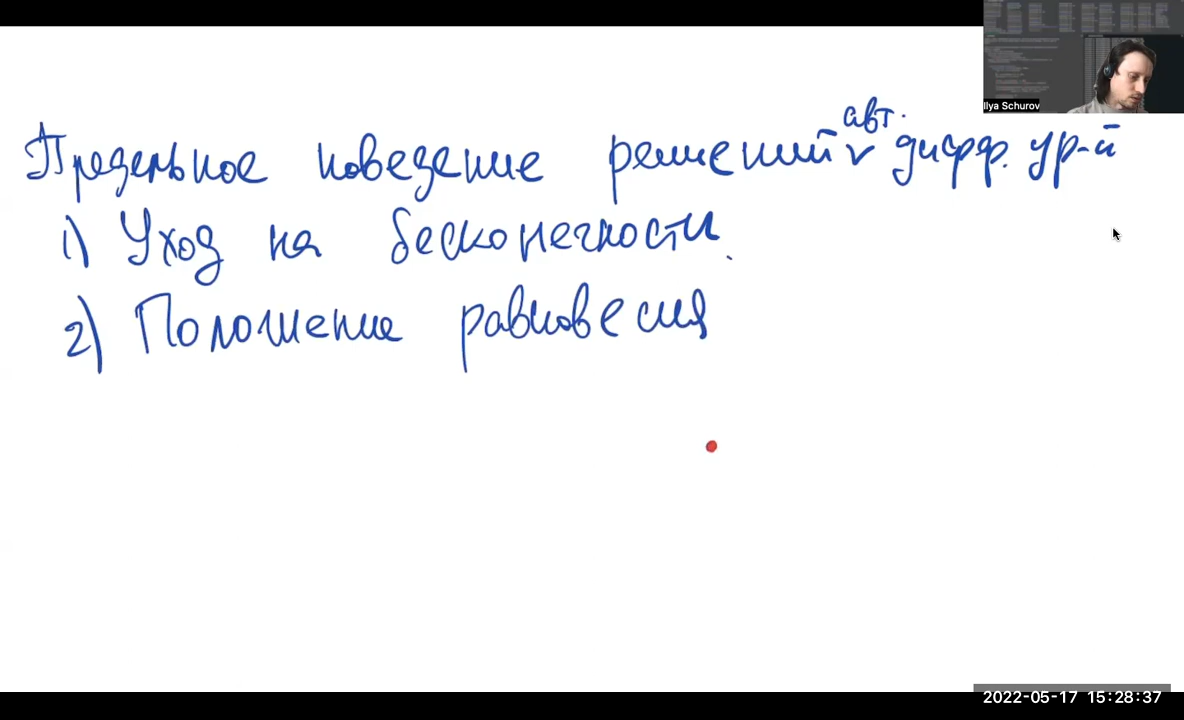 Ilya Schurov
авт.
Предельное поведение решений v дифф. ур-й
1) Уход на бесконечности.
2) Положение равновесия
2022-05-17 15:28:37